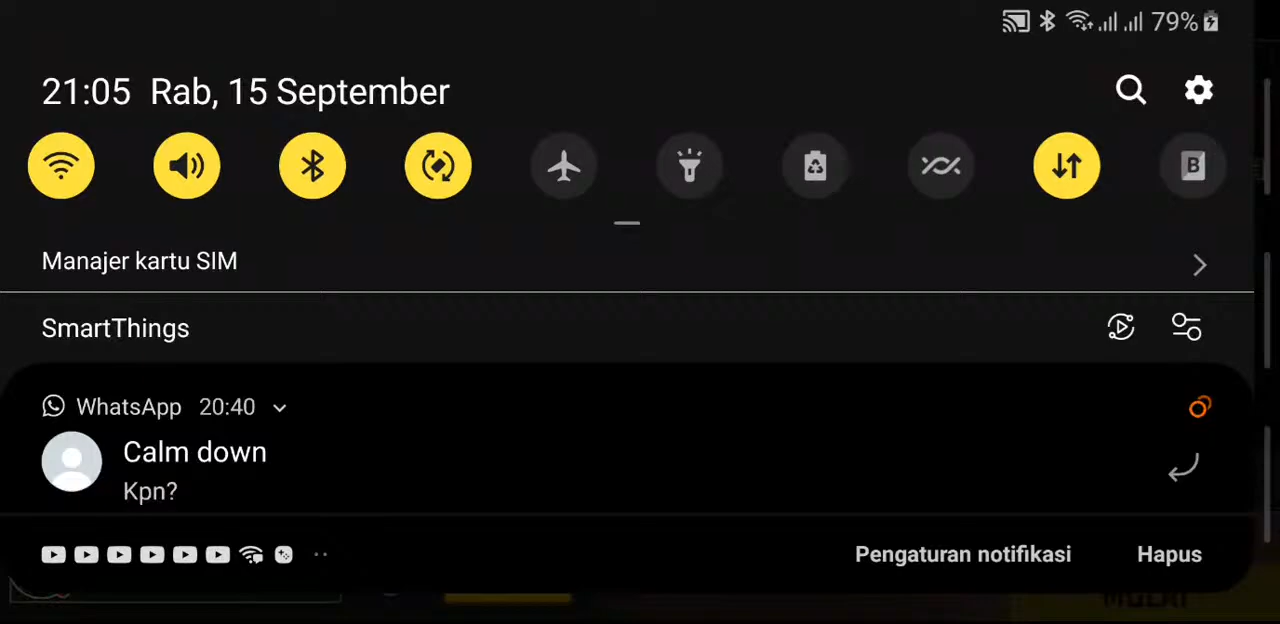 79%
21:05 Rab, 15 September
Manajer kartu SIM
SmartThings
WhatsApp 20:40
Calm down
Kpn?
Pengaturan notifikasi Hapus